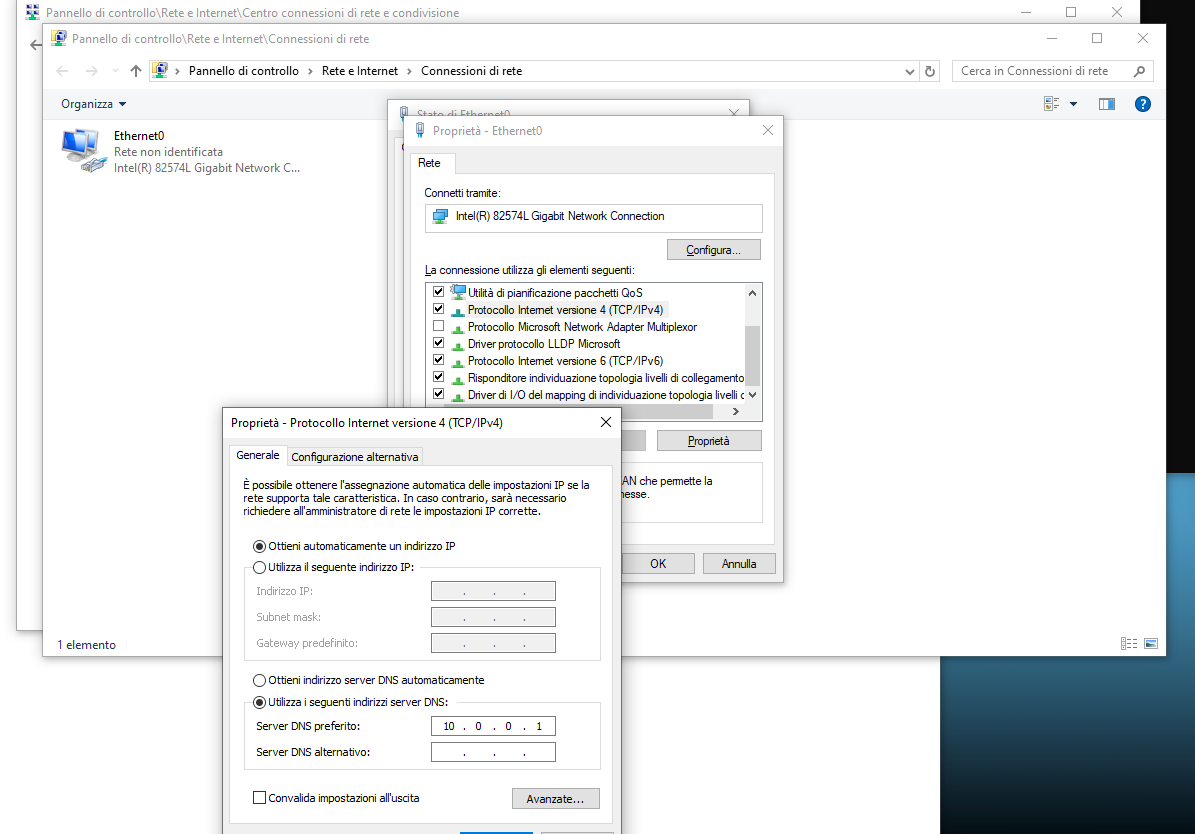 Pannello di controllo\Rete e Internet\Centro connessioni di rete e condivisione
Pannello di controllo\Rete e Internet\Connessioni di rete
Pannello di controllo › Rete e Internet › Connessioni di rete
Cerca in Connessioni di rete
Organizza
Ethernet0
Rete non identificata
Intel(R) 82574L Gigabit Network C...
Stato di Ethernet0
Proprietà - Ethernet0
Rete
Connetti tramite:
Intel(R) 82574L Gigabit Network Connection
Configura...
La connessione utilizza gli elementi seguenti:
Utilità di pianificazione pacchetti QoS
Protocollo Internet versione 4 (TCP/IPv4)
Protocollo Microsoft Network Adapter Multiplexor
Driver protocollo LLDP Microsoft
Protocollo Internet versione 6 (TCP/IPv6)
Risponditore individuazione topologia livelli di collegamento
Driver di I/O del mapping di individuazione topologia livelli
Proprietà
AN che permette la
OK
Annulla
Proprietà - Protocollo Internet versione 4 (TCP/IPv4)
Generale
Configurazione alternativa
È possibile ottenere l'assegnazione automatica delle impostazioni IP se la
rete supporta tale caratteristica. In caso contrario, sarà necessario
richiedere all'amministratore di rete le impostazioni IP corrette.
Ottieni automaticamente un indirizzo IP
Utilizza il seguente indirizzo IP:
Indirizzo IP:
. . .
Subnet mask:
. . .
Gateway predefinito:
. . .
Ottieni indirizzo server DNS automaticamente
Utilizza i seguenti indirizzi server DNS:
Server DNS preferito:
10 . 0 . 0 . 1
Server DNS alternativo:
. . .
Convalida impostazioni all'uscita
Avanzate...
1 elemento